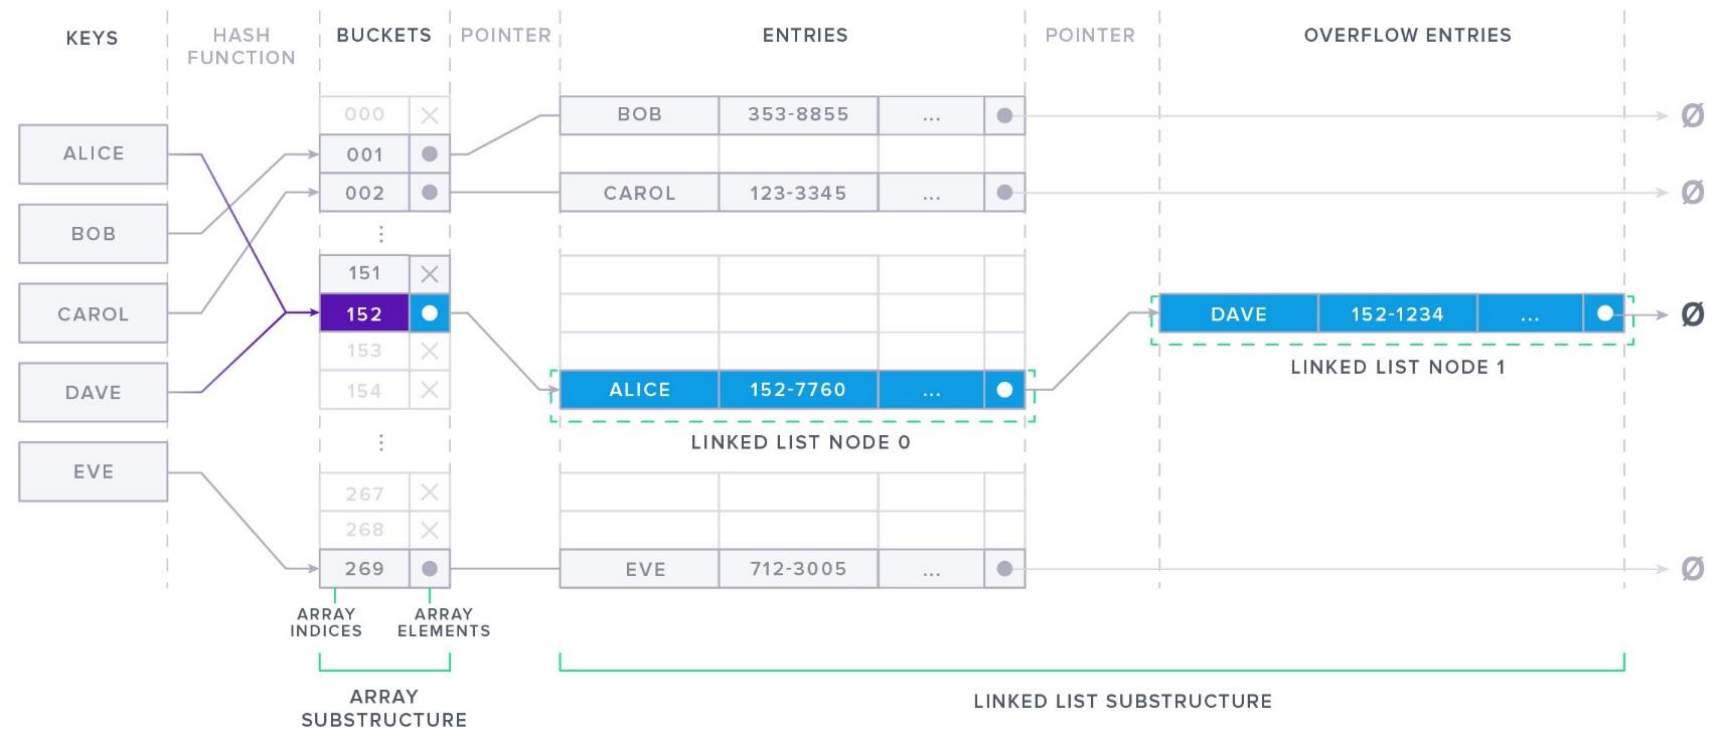 KEYS
HASH
FUNCTION
BUCKETS
POINTER
ENTRIES
POINTER
OVERFLOW ENTRIES
ALICE
BOB
CAROL
DAVE
EVE
000
001
002
⋮
151
152
153
154
⋮
267
268
269
BOB 353-8855 ... Ø
CAROL 123-3345 ... Ø
ALICE 152-7760 ...
LINKED LIST NODE 0
DAVE 152-1234 ... Ø
LINKED LIST NODE 1
EVE 712-3005 ... Ø
ARRAY
INDICES
ARRAY
ELEMENTS
ARRAY
SUBSTRUCTURE
LINKED LIST SUBSTRUCTURE